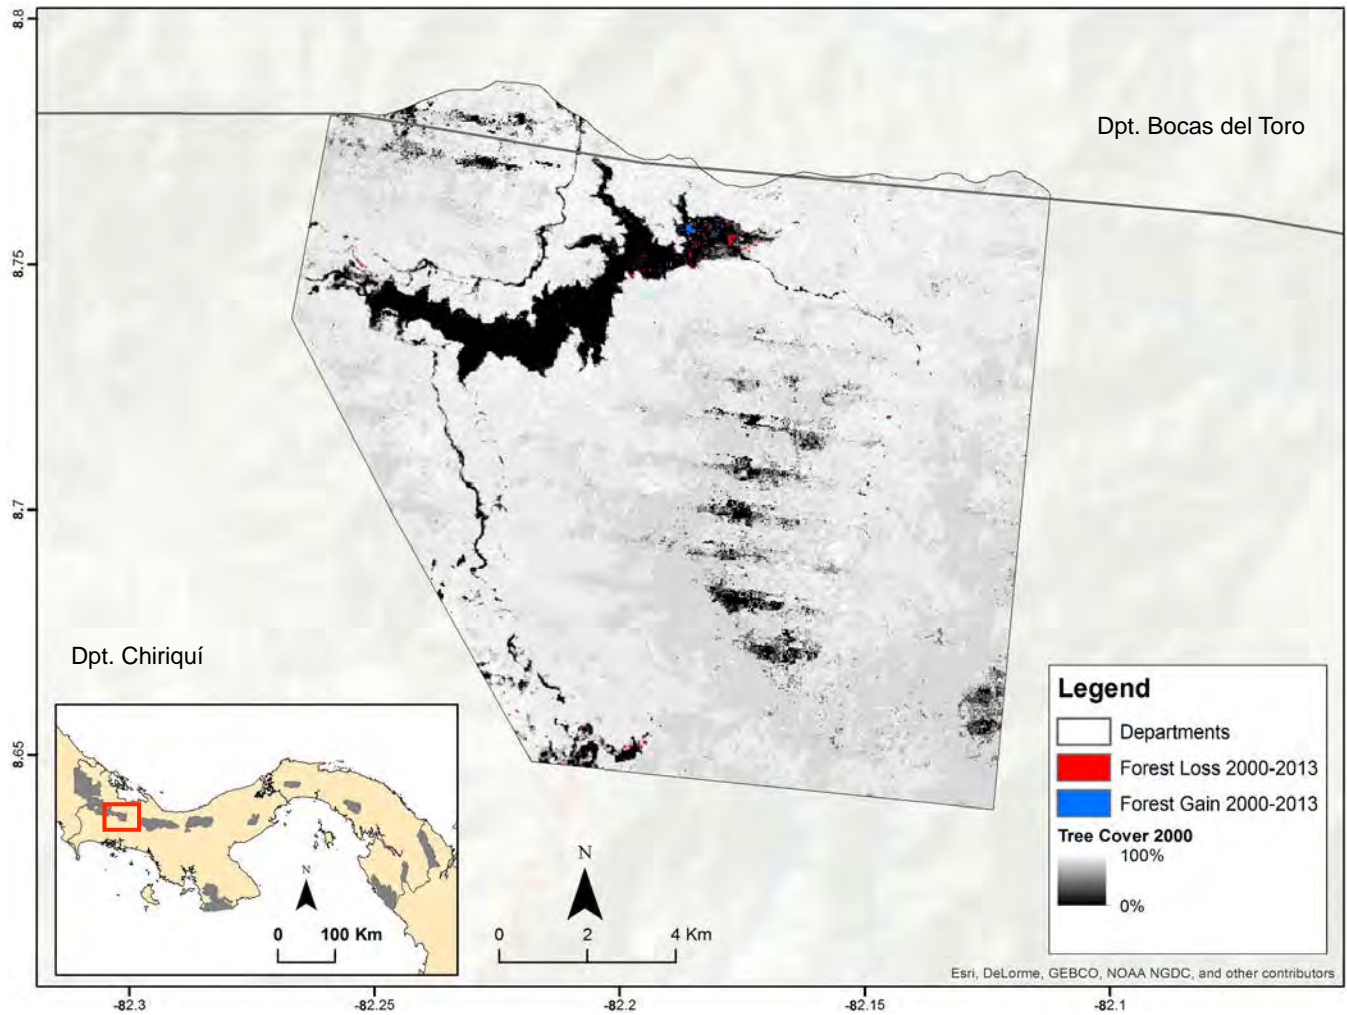 8.8
Dpt. Bocas del Toro
8.75
8.7
Dpt. Chiriquí
8.65
Legend
Departments
Forest Loss 2000-2013
Forest Gain 2000-2013
Tree Cover 2000
100%
0%
N
0 100 Km
N
0 2 4 Km
Esri, DeLorme, GEBCO, NOAA NGDC, and other contributors
-82.3 -82.25 -82.2 -82.15 -82.1